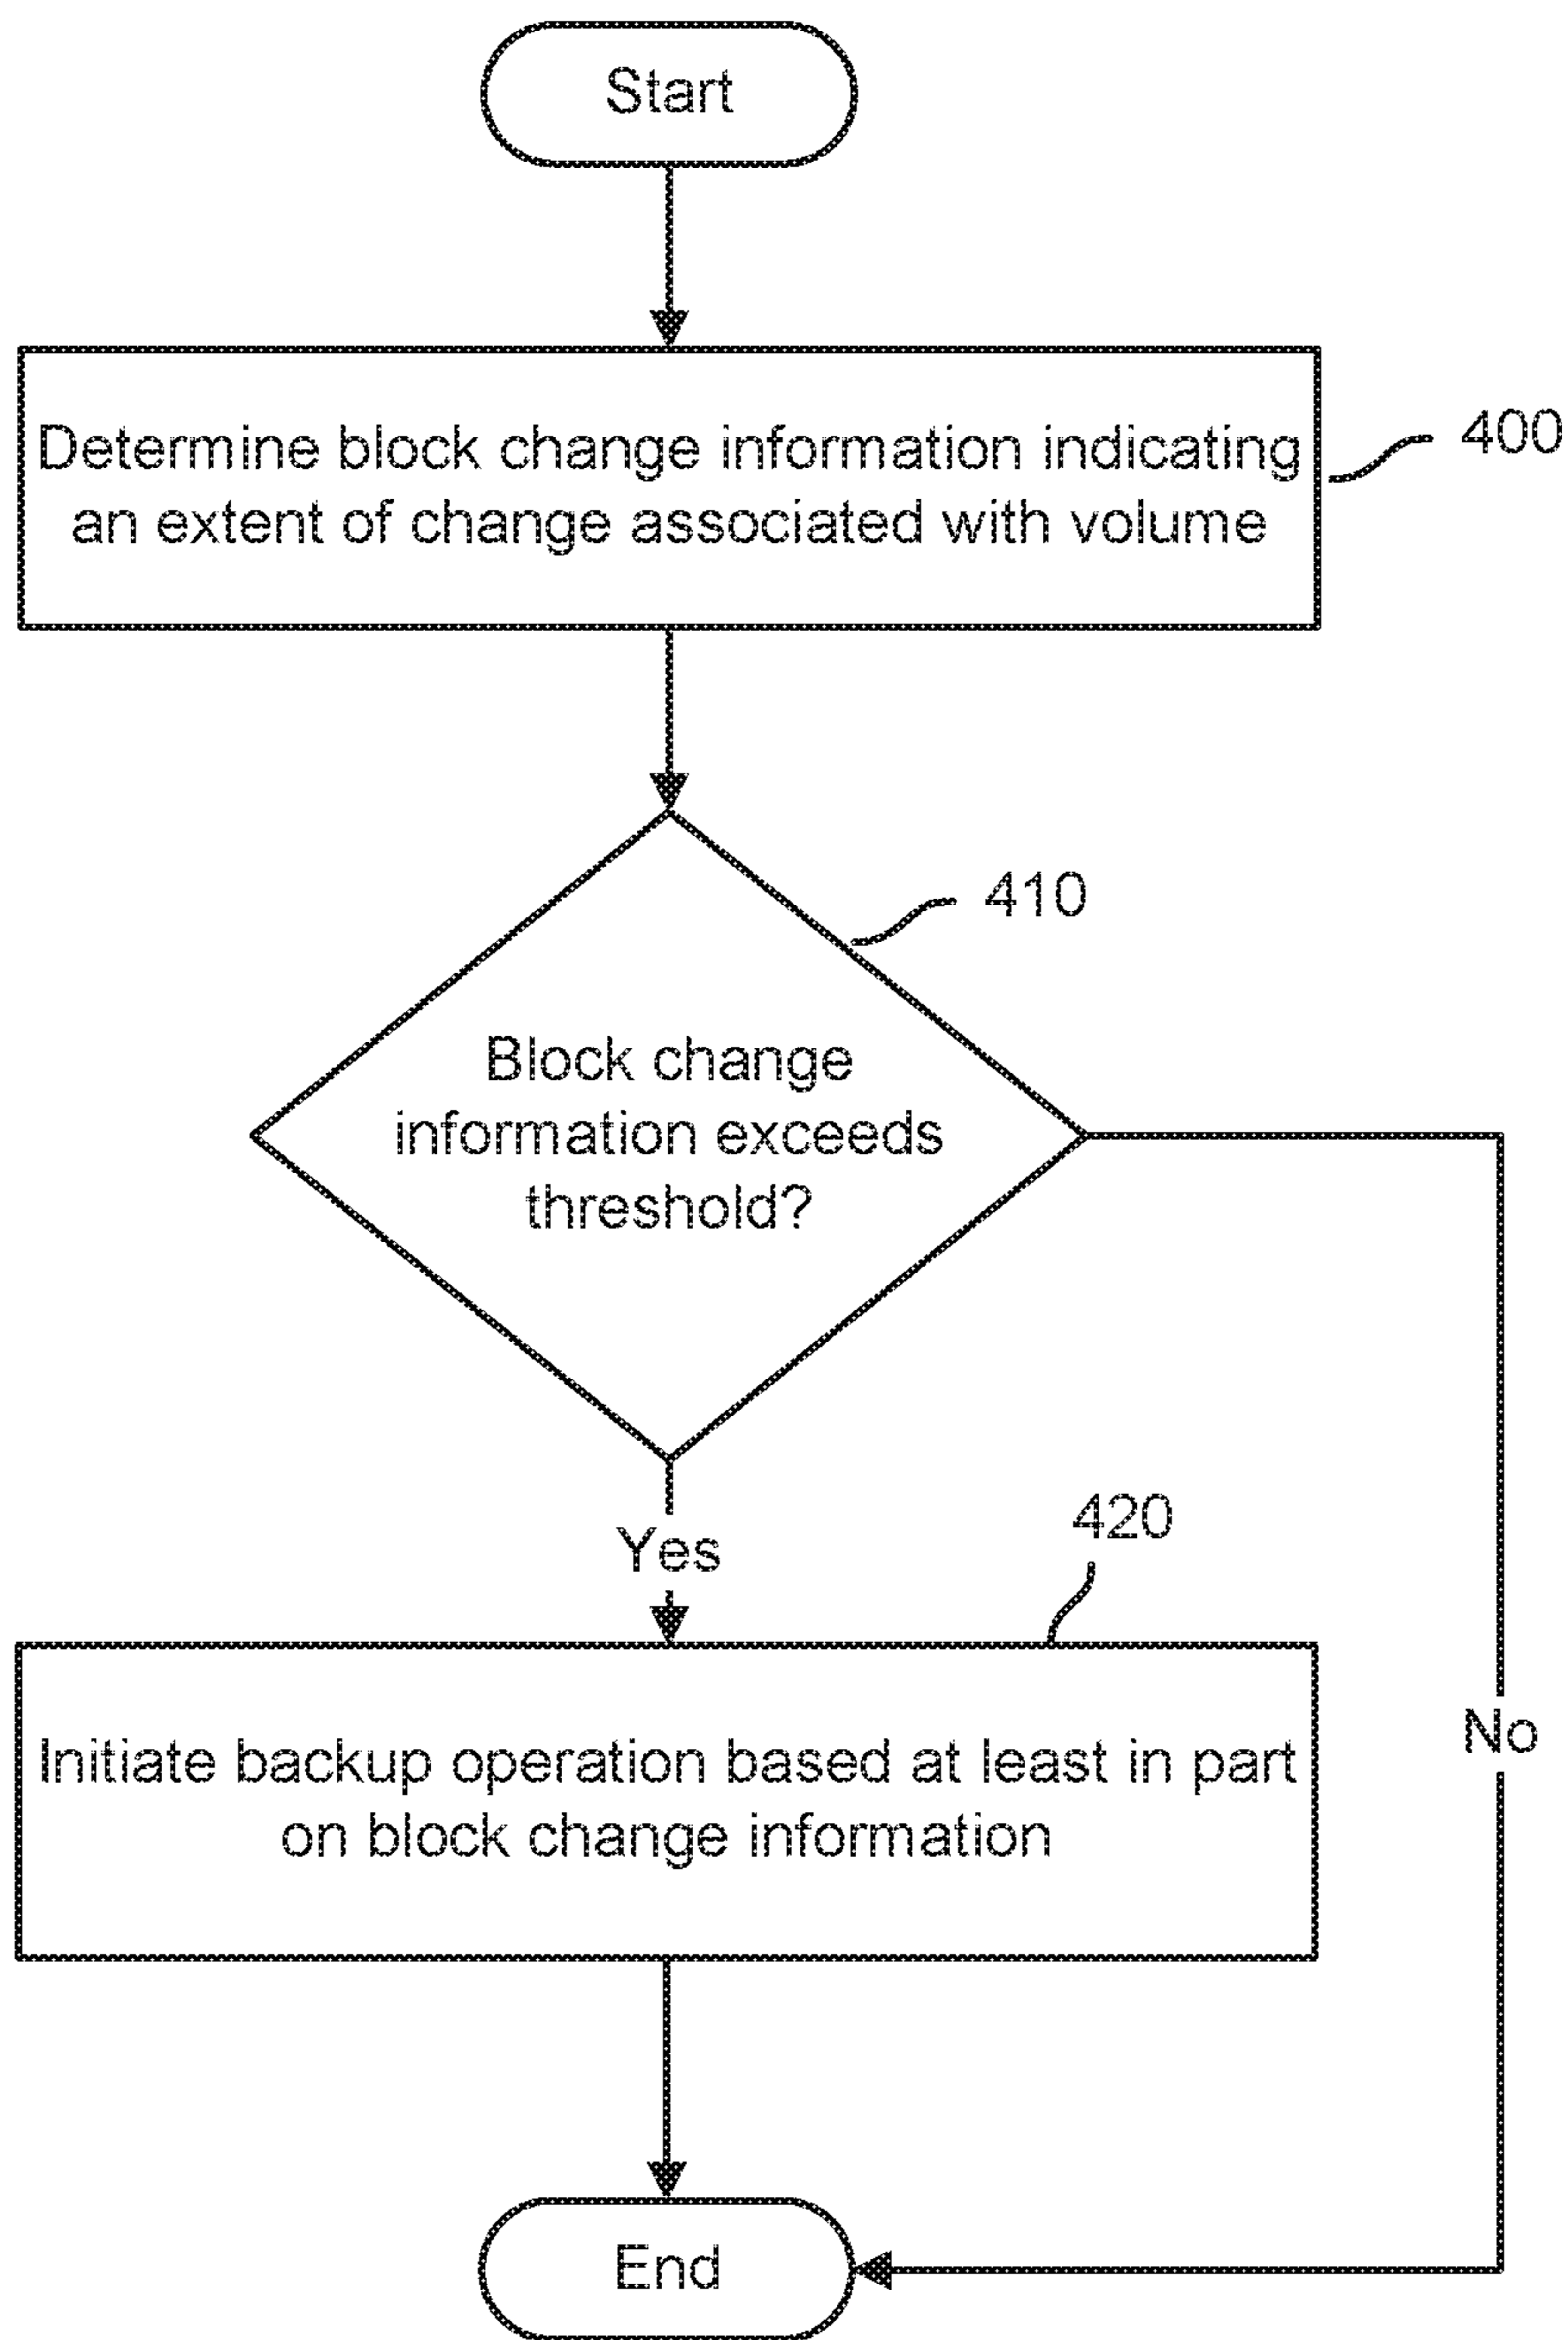 Start
Determine block change information indicating
an extent of change associated with volume
400
410
Block change
information exceeds
threshold?
Yes
420
Initiate backup operation based at least in part
on block change information
No
End